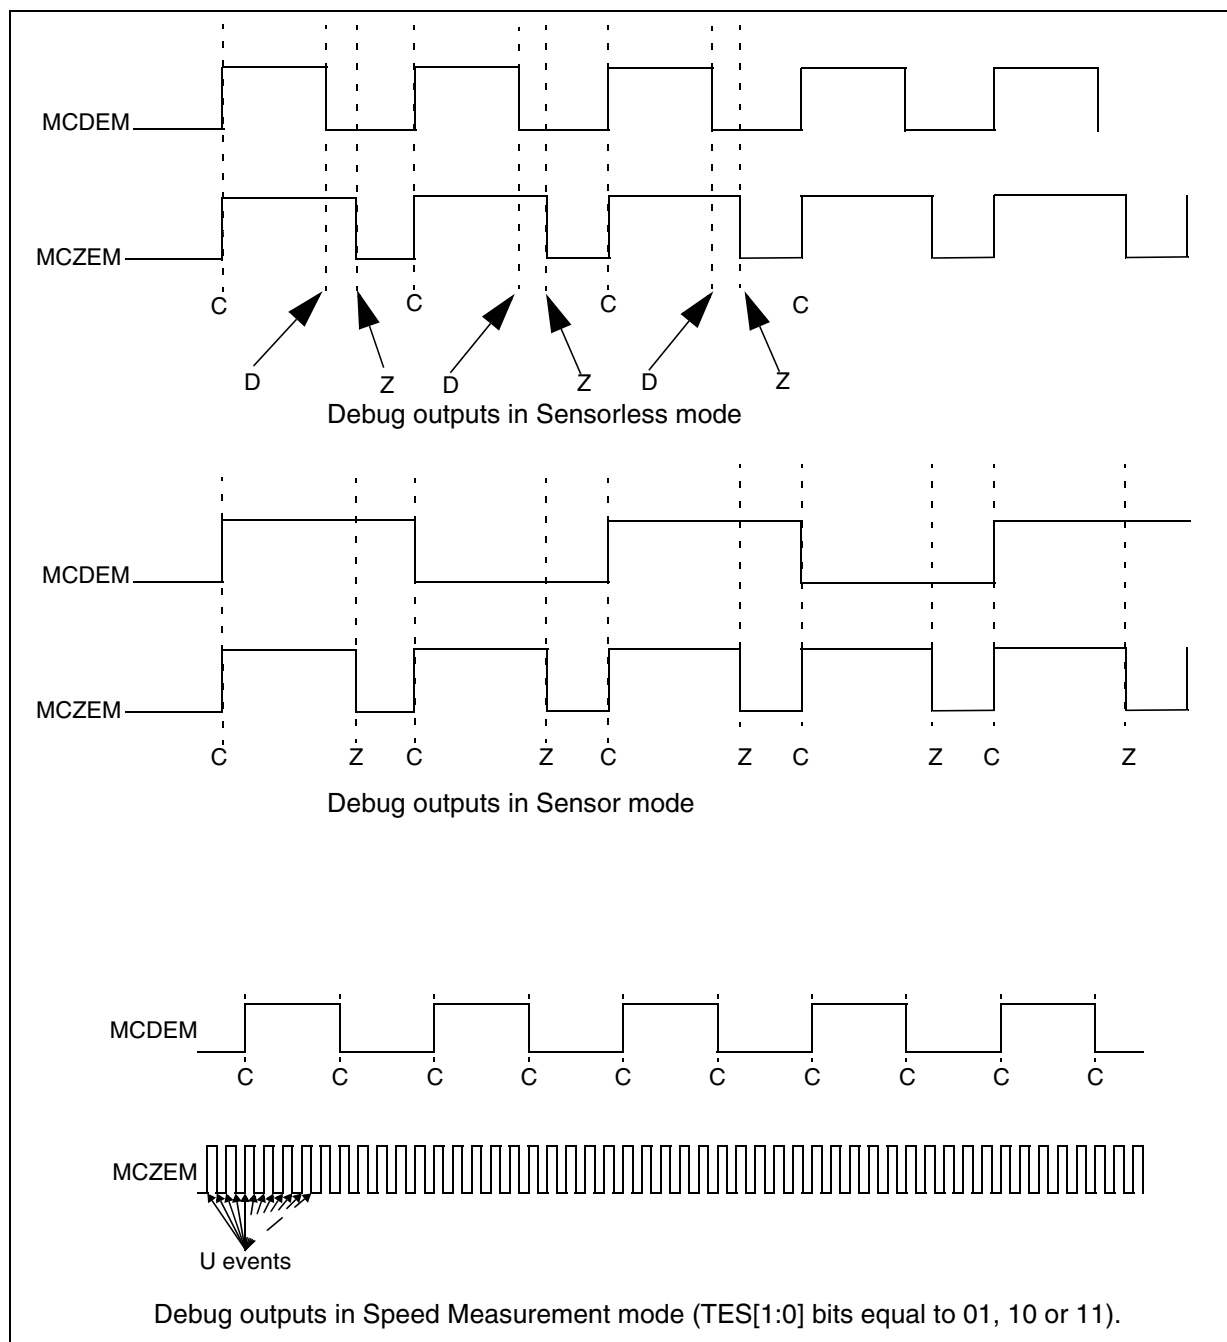 MCDEM
MCZEM
C C C C
D Z D Z D Z
Debug outputs in Sensorless mode
MCDEM
MCZEM
C Z C Z C Z C Z C Z
Debug outputs in Sensor mode
MCDEM
C C C C C C C C C C
MCZEM
U events
Debug outputs in Speed Measurement mode (TES[1:0] bits equal to 01, 10 or 11).